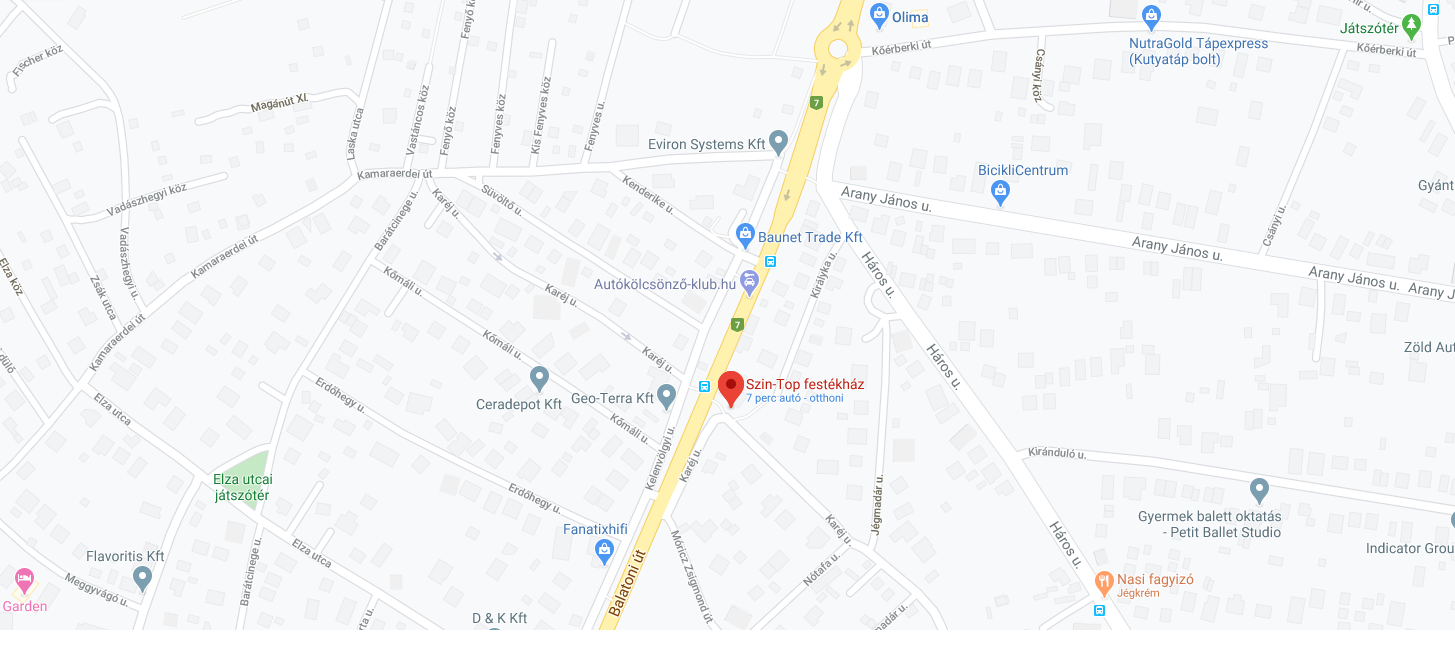 Olima
Kőérberki út
NutraGold Tápexpress
(Kutyatáp bolt)
Játszótér
Kőérberki út
Fischer köz
Magánút XI.
Laska utca
Vastáncos köz
Fenyő köz
Fenyő köz
Fenyves köz
Kis Fenyves köz
Fenyves u.
Csányi köz
7
Eviron Systems Kft
BicikliCentrum
Kamaraerdei út
Vadászhegyi köz
Vadászhegyi u.
Kamaraerdei út
Barátcinege u.
Karéj u.
Süvöltő u.
Kenderike u.
Arany János u.
Csányi u.
Gyánt
Arany János u.
Arany János u.
Arany J
Baunet Trade Kft
Autókölcsönző-klub.hu
Királyka u.
Háros u.
Elza köz
Zsák utca
Kamaraerdei út
Kőmáli u.
Karéj u.
7
Kőmáli u.
Karéj u.
Háros u.
Zöld Aut
dülő
Szin-Top festékház
7 perc autó - otthoni
Ceradepot Kft
Geo-Terra Kft
Kőmáli u.
Erdőhegy u.
Elza utca
Kelenvölgyi u.
Karéj u.
Kiránduló u.
Elza utcai
játszótér
Erdőhegy u.
Jégmadár u.
Karéj u.
Gyermek balett oktatás
- Petit Ballet Studio
Háros u.
Indicator Grou
Fanatixhifi
Flavoritis Kft
Elza utca
Barátcinege u.
Balatoni út
Móricz Zsigmond út
Nótafa u.
Garden
Meggyvágó u.
Nasi fagyizó
Jégkrém
D & K Kft
rta u.
madár u.